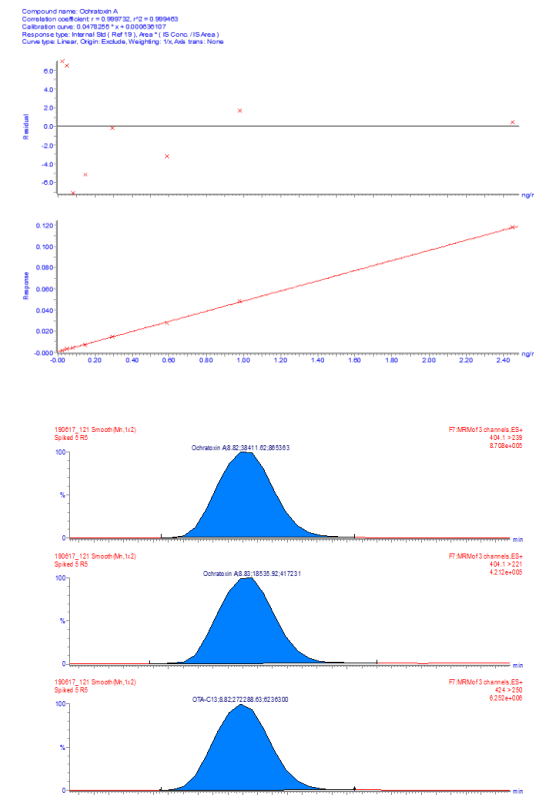 Compound name: Ochratoxin A
Correlation coefficient: r = 0.999732, r^2 = 0.999463
Calibration curve: 0.0478255 * x + 0.000636107
Response type: Internal Std ( Ref 19 ), Area * ( IS Conc. / IS Area )
Curve type: Linear, Origin: Exclude, Weighting: 1/x, Axis trans: None
6.0
4.0
2.0
0.0
-2.0
-4.0
-6.0
Residual
ng/r
0.120
0.100
0.080
0.060
0.040
0.020
-0.000
Response
ng/r
-0.00 0.20 0.40 0.60 0.80 1.00 1.20 1.40 1.60 1.80 2.00 2.20 2.40
190617_121 Smooth(Mn,1x2)
Spiked 5 R5
F7:MRM of 3 channels,ES+
404.1 > 239
8.708e+005
Ochratoxin A;8.82;38411.62;865363
100
%
0
min
190617_121 Smooth(Mn,1x2)
Spiked 5 R5
F7:MRM of 3 channels,ES+
404.1 > 221
4.212e+005
Ochratoxin A;8.83;18535.92;417231
100
%
0
min
190617_121 Smooth(Mn,1x2)
Spiked 5 R5
F7:MRM of 3 channels,ES+
424 > 250
6.252e+006
OTA-C13;8.82;272288.63;6236300
100
%
0
min